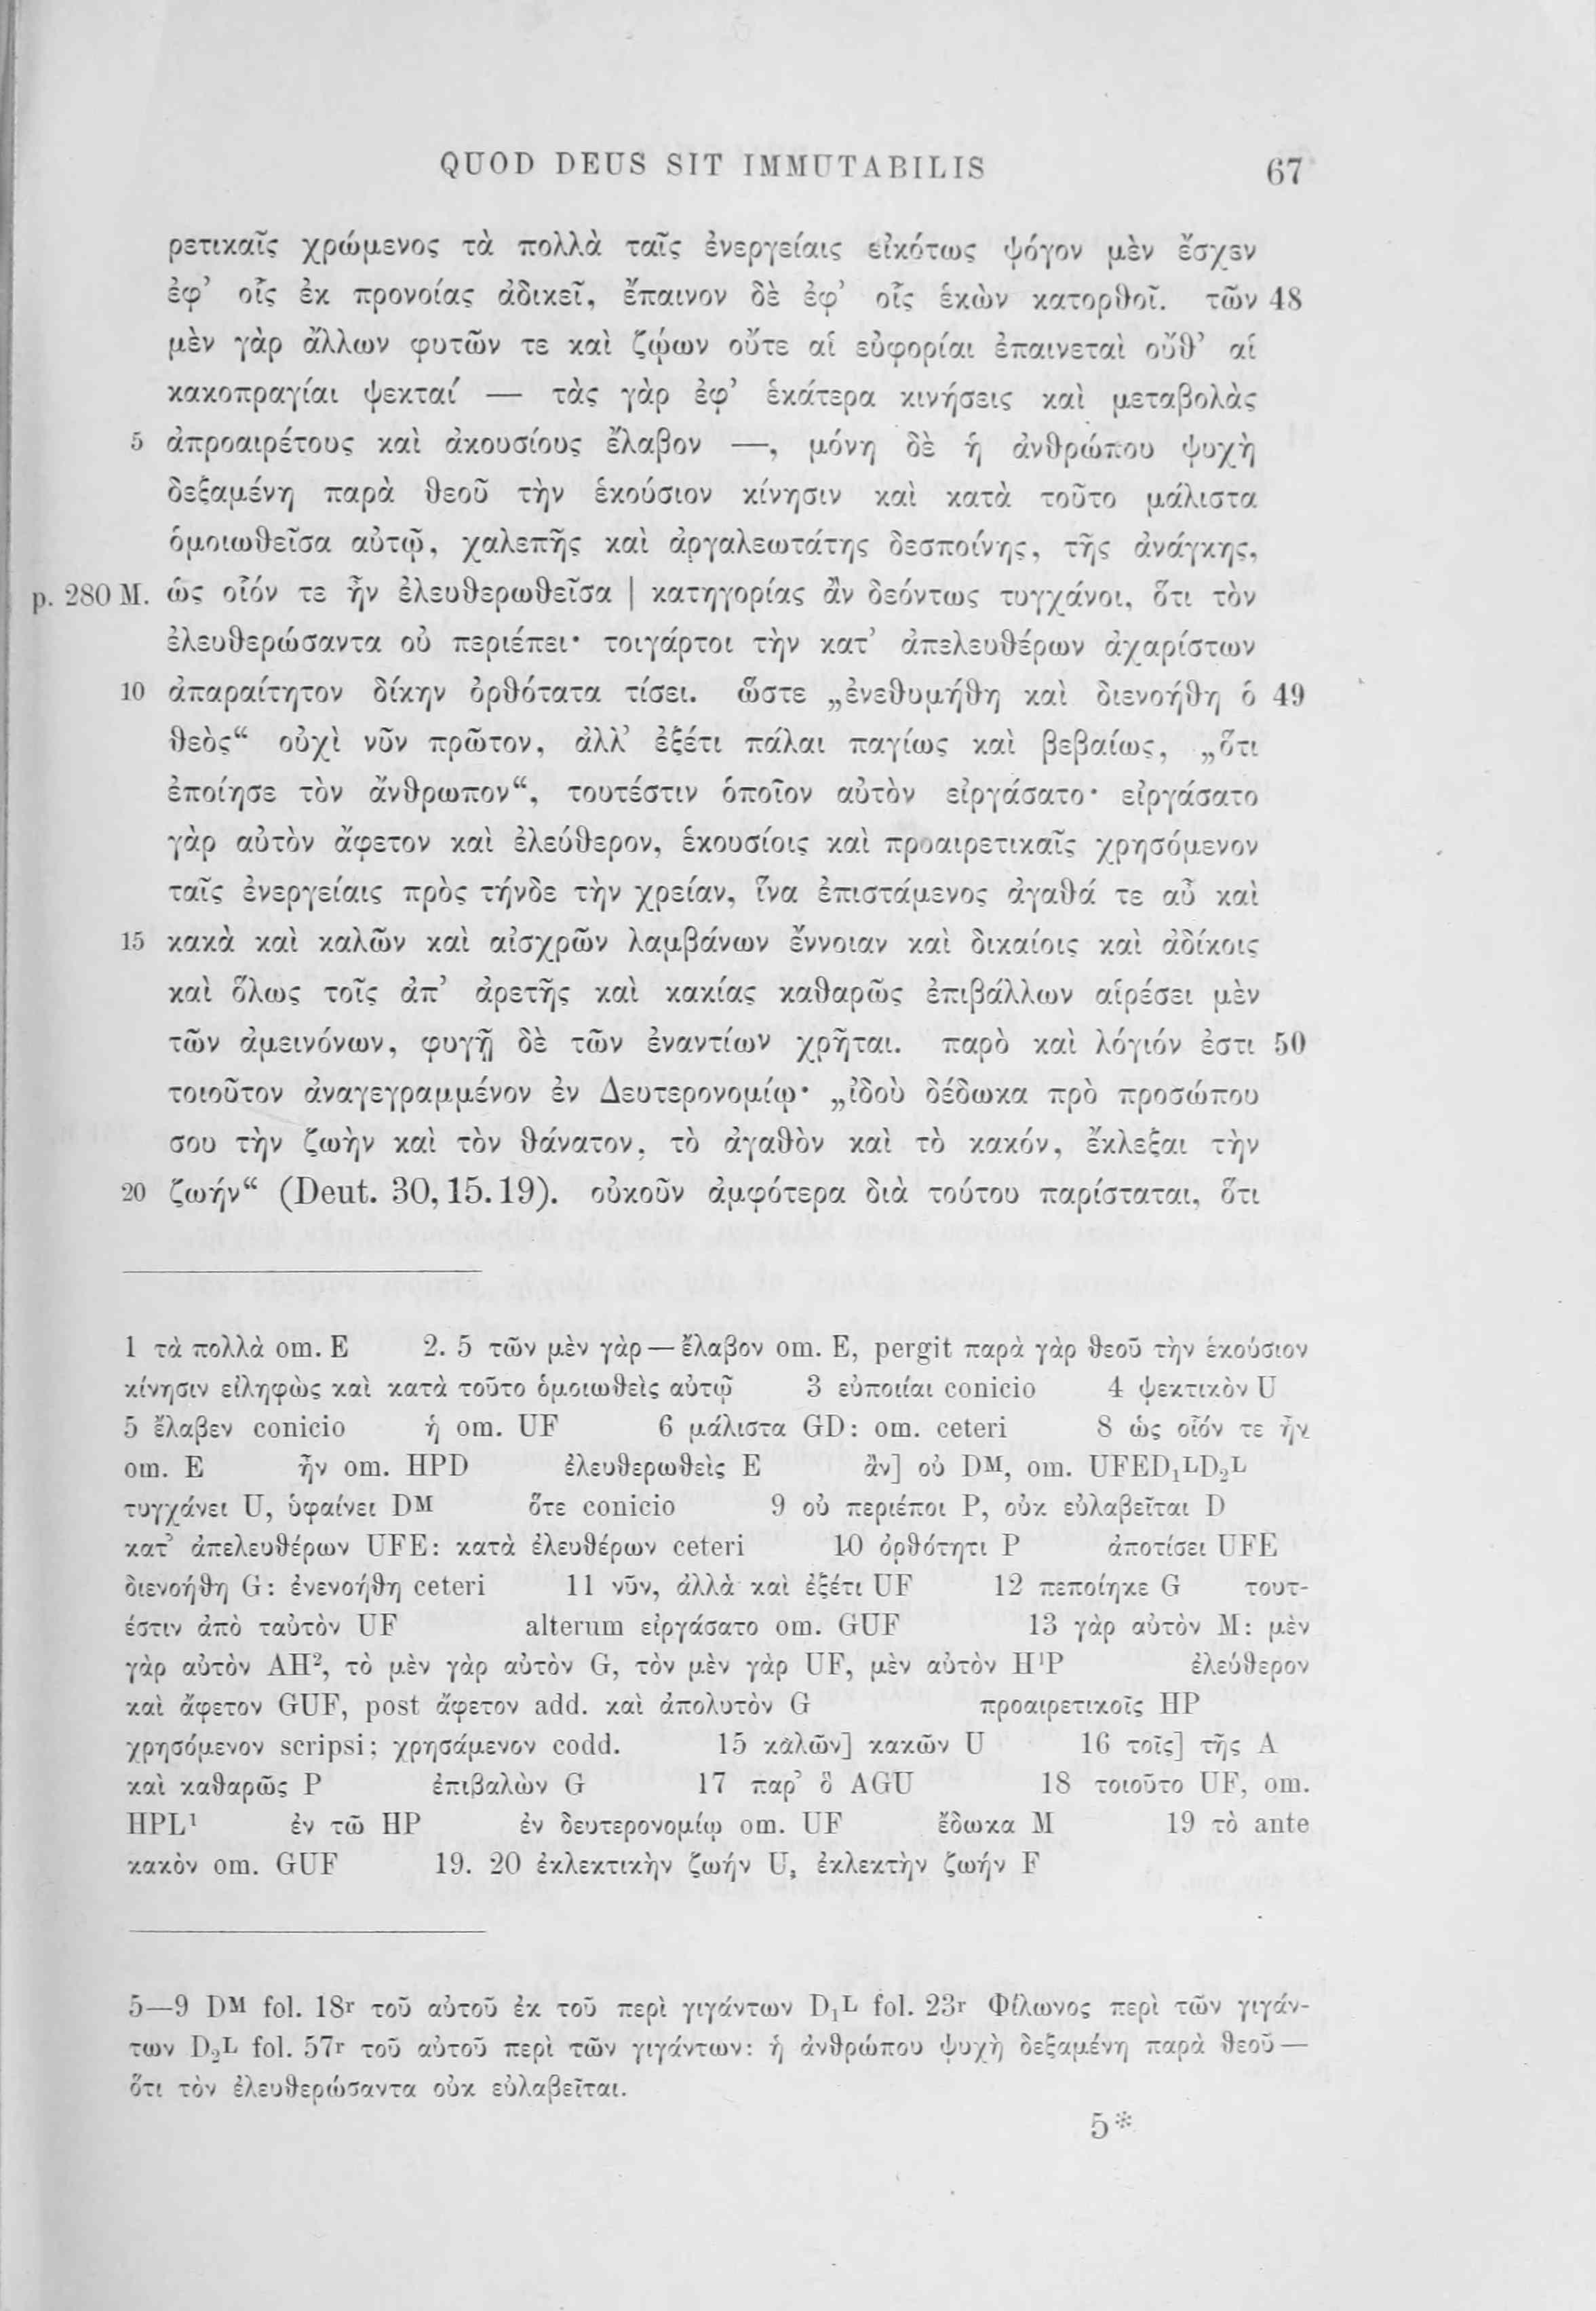 QUOD DEUS SIT IMMUTABILIS 67
ρετικαῖς χρώμενος τὰ πολλὰ ταῖς ἐνεργείαις εἰκότως ψόγον μὲν ἔσχεν
ἐφ’ οἷς ἐκ προνοίας ἀδικεῖ, ἔπαινον δὲ ἐφ’ οἷς ἑκὼν κατορθοῖ. τῶν 48
μὲν γὰρ ἄλλων φυτῶν τε καὶ ζῴων οὔτε αἱ εὐφορίαι ἐπαινεταὶ οὔθ’ αἱ
κακοπραγίαι ψεκταί — τὰς γὰρ ἐφ’ ἑκάτερα κινήσεις καὶ μεταβολὰς
5 ἀπροαιρέτους καὶ ἀκουσίους ἔλαβον —, μόνη δὲ ἡ ἀνθρώπου ψυχὴ
δεξαμένη παρὰ θεοῦ τὴν ἑκούσιον κίνησιν καὶ κατὰ τοῦτο μάλιστα
ὁμοιωθεῖσα αὐτῷ, χαλεπῆς καὶ ἀργαλεωτάτης δεσποίνης, τῆς ἀνάγκης,
p. 280 M. ὡς οἷόν τε ἦν ἐλευθερωθεῖσα | κατηγορίας ἂν δεόντως τυγχάνοι, ὅτι τὸν
ἐλευθερώσαντα οὐ περιέπει· τοιγάρτοι τὴν κατ’ ἀπελευθέρων ἀχαρίστων
10 ἀπαραίτητον δίκην ὀρθότατα τίσει. ὥστε „ἐνεθυμήθη καὶ διενοήθη ὁ 49
θεὸς“ οὐχὶ νῦν πρῶτον, ἀλλ’ ἐξέτι πάλαι παγίως καὶ βεβαίως, „ὅτι
ἐποίησε τὸν ἄνθρωπον“, τουτέστιν ὁποῖον αὐτὸν εἰργάσατο· εἰργάσατο
γὰρ αὐτὸν ἄφετον καὶ ἐλεύθερον, ἑκουσίοις καὶ προαιρετικαῖς χρησόμενον
ταῖς ἐνεργείαις πρὸς τήνδε τὴν χρείαν, ἵνα ἐπιστάμενος ἀγαθά τε αὖ καὶ
15 κακὰ καὶ καλῶν καὶ αἰσχρῶν λαμβάνων ἔννοιαν καὶ δικαίοις καὶ ἀδίκοις
καὶ ὅλως τοῖς ἀπ’ ἀρετῆς καὶ κακίας καθαρῶς ἐπιβάλλων αἱρέσει μὲν
τῶν ἀμεινόνων, φυγῇ δὲ τῶν ἐναντίων χρῆται. παρὸ καὶ λόγιόν ἐστι 50
τοιοῦτον ἀναγεγραμμένον ἐν Δευτερονομίῳ· „ἰδοὺ δέδωκα πρὸ προσώπου
σου τὴν ζωὴν καὶ τὸν θάνατον, τὸ ἀγαθὸν καὶ τὸ κακόν, ἔκλεξαι τὴν
20 ζωήν“ (Deut. 30, 15. 19). οὐκοῦν ἀμφότερα διὰ τούτου παρίσταται, ὅτι
1 τὰ πολλὰ om. E 2. 5 τῶν μὲν γὰρ — ἔλαβον om. E, pergit παρὰ γὰρ θεοῦ τὴν ἑκούσιον
κίνησιν εἰληφὼς καὶ κατὰ τοῦτο ὁμοιωθεὶς αὐτῷ 3 εὐποιίαι conicio 4 ψεκτικὸν U
5 ἔλαβεν conicio ἡ om. UF 6 μάλιστα GD: om. ceteri 8 ὡς οἷόν τε ἦν
om. E ἦν om. HPD ἐλευθερωθεὶς E ἂν] οὐ Dᴹ, om. UFED₁ᴸD₂ᴸ
τυγχάνει U, ὑφαίνει Dᴹ ὅτε conicio 9 οὐ περιέποι P, οὐκ εὐλαβεῖται D
κατ’ ἀπελευθέρων UFE: κατὰ ἐλευθέρων ceteri 10 ὀρθότητι P ἀποτίσει UFE
διενοήθη G: ἐνενοήθη ceteri 11 νῦν, ἀλλὰ καὶ ἐξέτι UF 12 πεποίηκε G τουτ-
έστιν ἀπὸ ταὐτὸν UF alterum εἰργάσατο om. GUF 13 γὰρ αὐτὸν M: μὲν
γὰρ αὐτὸν AH², τὸ μὲν γὰρ αὐτὸν G, τὸν μὲν γὰρ UF, μὲν αὐτὸν H¹P ἐλεύθερον
καὶ ἄφετον GUF, post ἄφετον add. καὶ ἀπολυτὸν G προαιρετικοῖς HP
χρησόμενον scripsi; χρησάμενον codd. 15 καλῶν] κακῶν U 16 τοῖς] τῆς A
καὶ καθαρῶς P ἐπιβαλὼν G 17 παρ’ ὃ AGU 18 τοιοῦτο UF, om.
HPL¹ ἐν τῶ HP ἐν δευτερονομίῳ om. UF ἔδωκα M 19 τὸ ante
κακὸν om. GUF 19. 20 ἐκλεκτικὴν ζωήν U, ἐκλεκτὴν ζωήν F
5—9 Dᴹ fol. 18ʳ τοῦ αὐτοῦ ἐκ τοῦ περὶ γιγάντων D₁ᴸ fol. 23ʳ Φίλωνος περὶ τῶν γιγάν-
των D₂ᴸ fol. 57ʳ τοῦ αὐτοῦ περὶ τῶν γιγάντων: ἡ ἀνθρώπου ψυχὴ δεξαμένη παρὰ θεοῦ —
ὅτι τὸν ἐλευθερώσαντα οὐκ εὐλαβεῖται.
5*